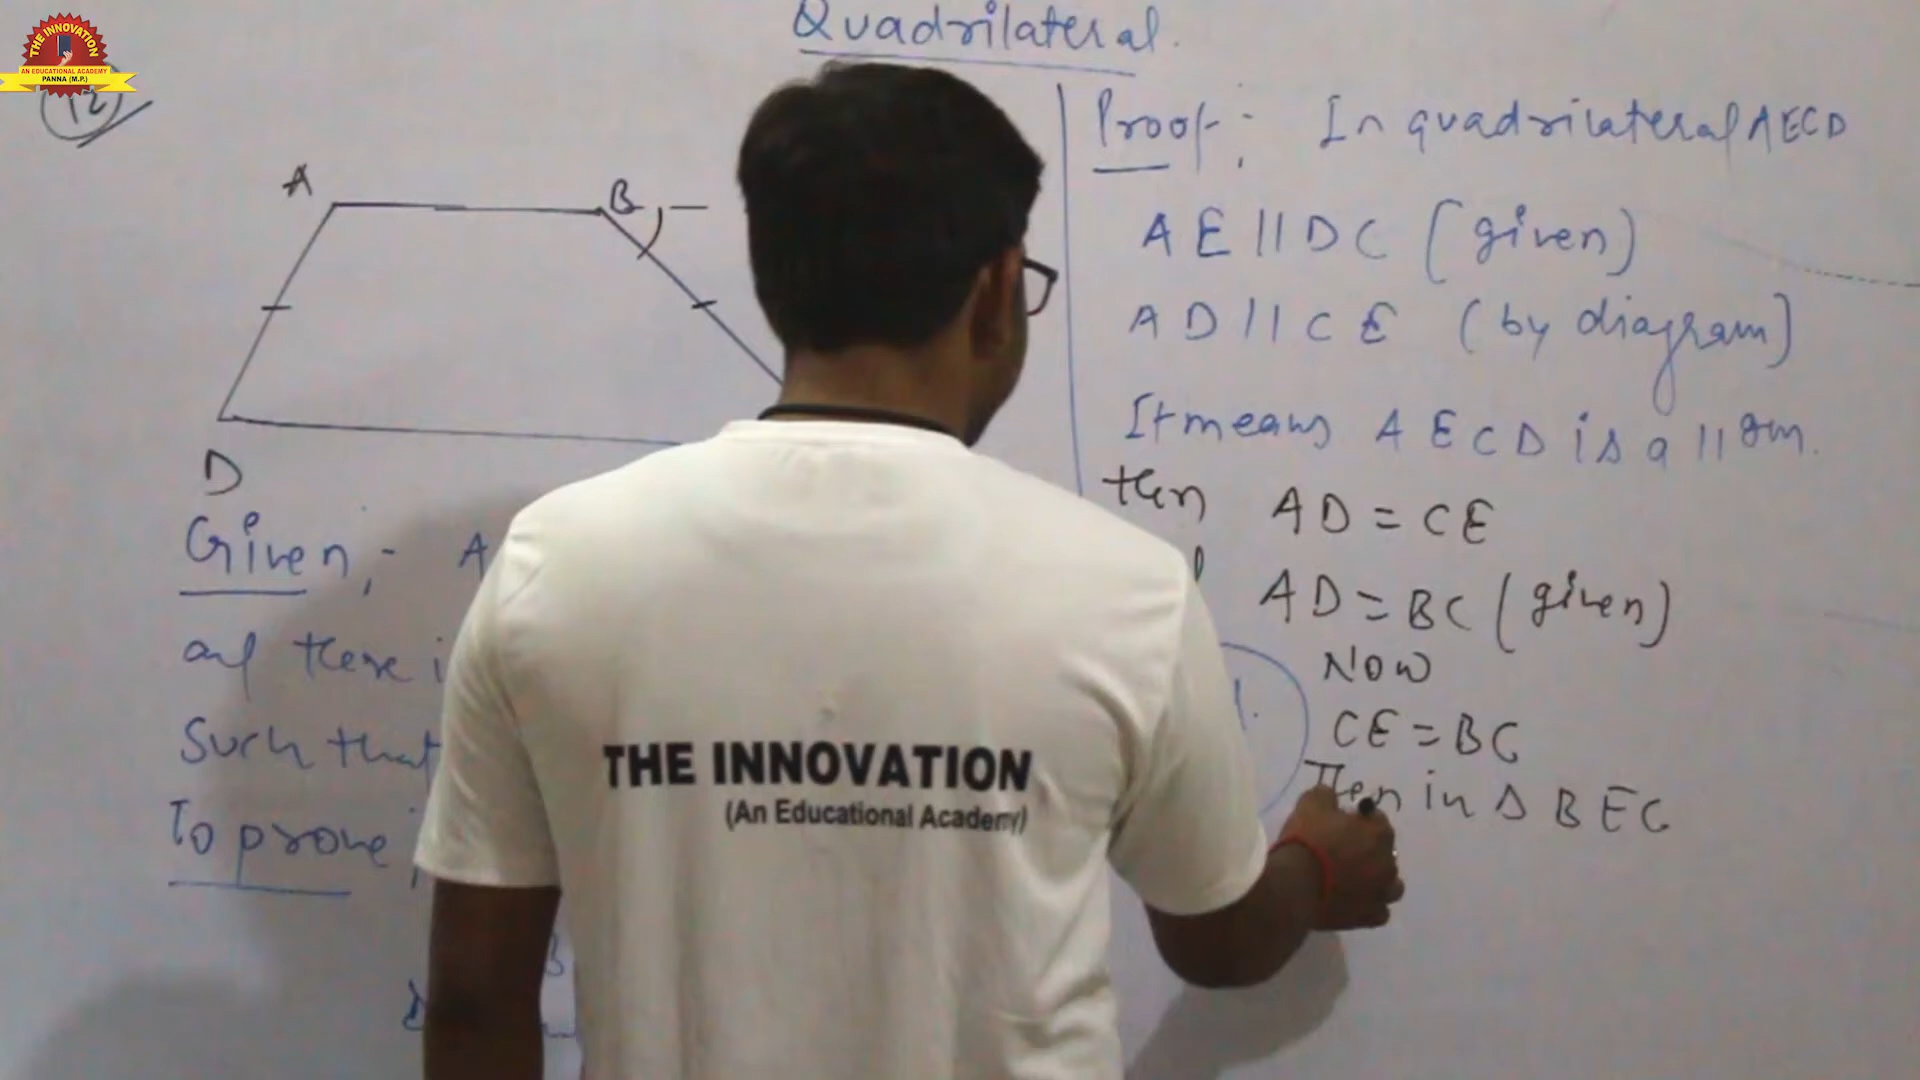 THE INNOVATION
AN EDUCATIONAL ACADEMY
PANNA (M.P.)
12
Quadrilateral.
A
B
D
Given:- A
and there i
Such that
To prove;
B
Proof:- In quadrilateral AECD
AE||DC (given)
AD||CE (by diagram)
It means AECD is a ||gm.
then AD = CE
AD = BC (given)
Now
CE = BC
Then in Δ BEC
THE INNOVATION
(An Educational Academy)